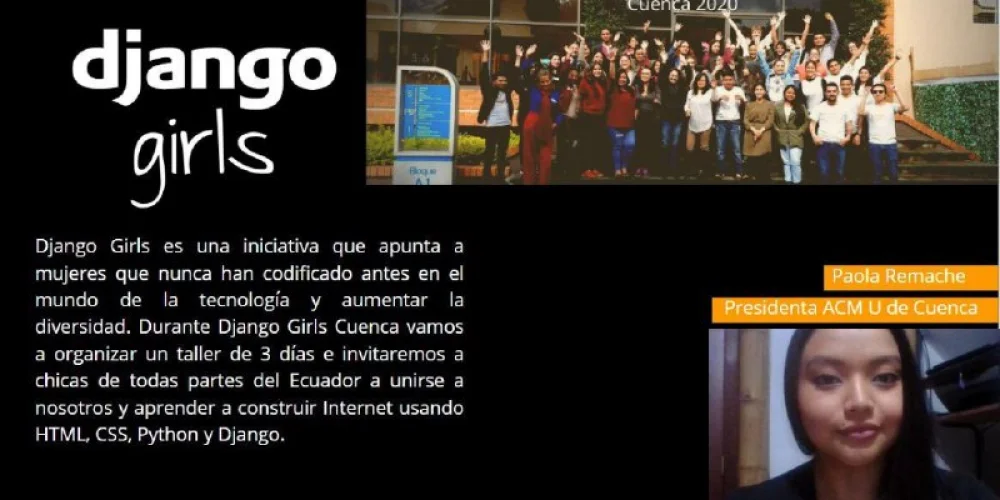 django
girls
Cuenca 2020
Bloque
A1
Django Girls es una iniciativa que apunta a
mujeres que nunca han codificado antes en el
mundo de la tecnología y aumentar la
diversidad. Durante Django Girls Cuenca vamos
a organizar un taller de 3 días e invitaremos a
chicas de todas partes del Ecuador a unirse a
nosotros y aprender a construir Internet usando
HTML, CSS, Python y Django.
Paola Remache
Presidenta ACM U de Cuenca